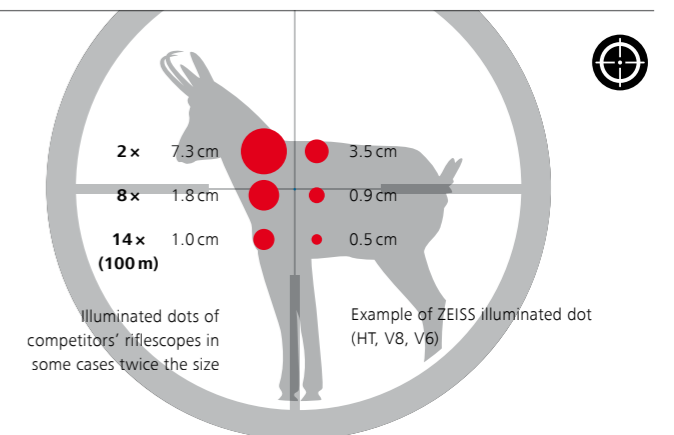 2× 7.3 cm 3.5 cm
8× 1.8 cm 0.9 cm
14× 1.0 cm 0.5 cm
(100 m)
Illuminated dots of
competitors’ riflescopes in
some cases twice the size
Example of ZEISS illuminated dot
(HT, V8, V6)